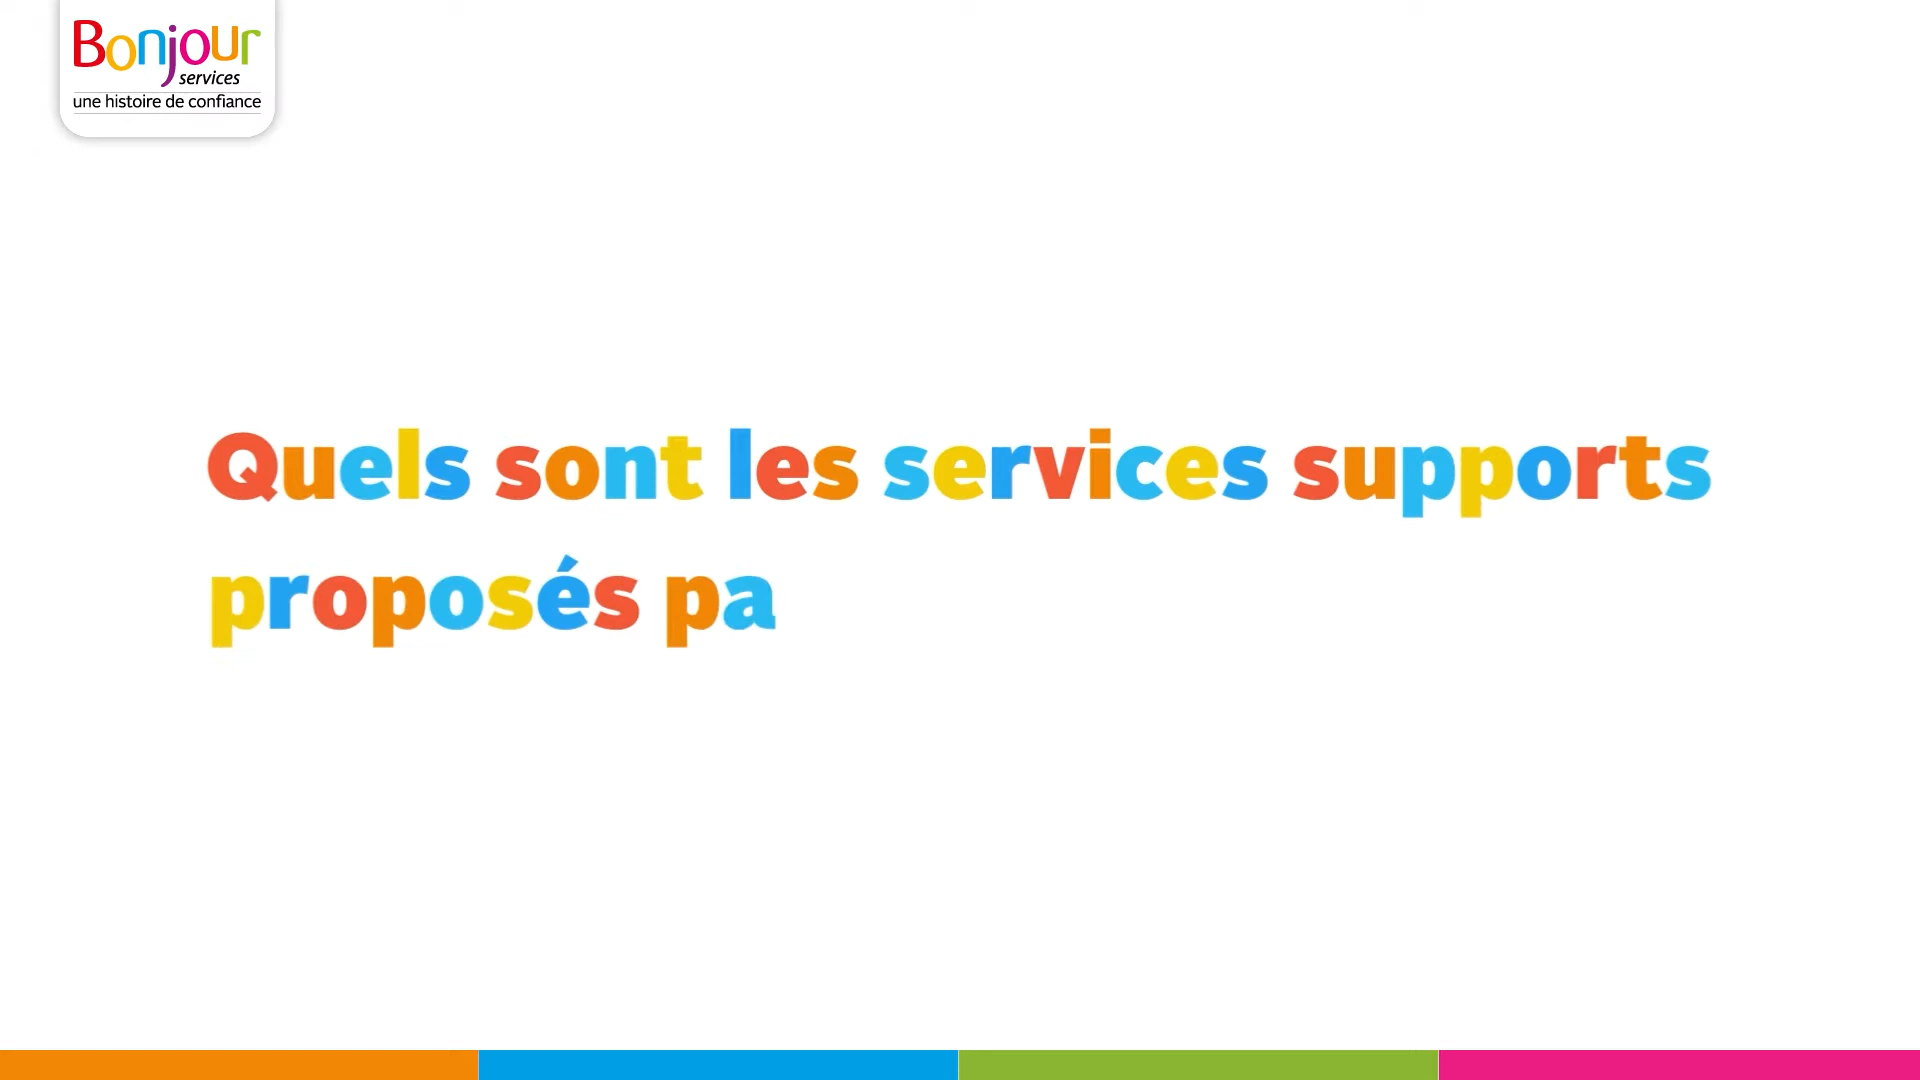 Bonjour
services
une histoire de confiance
Quels sont les services supports
proposés pa